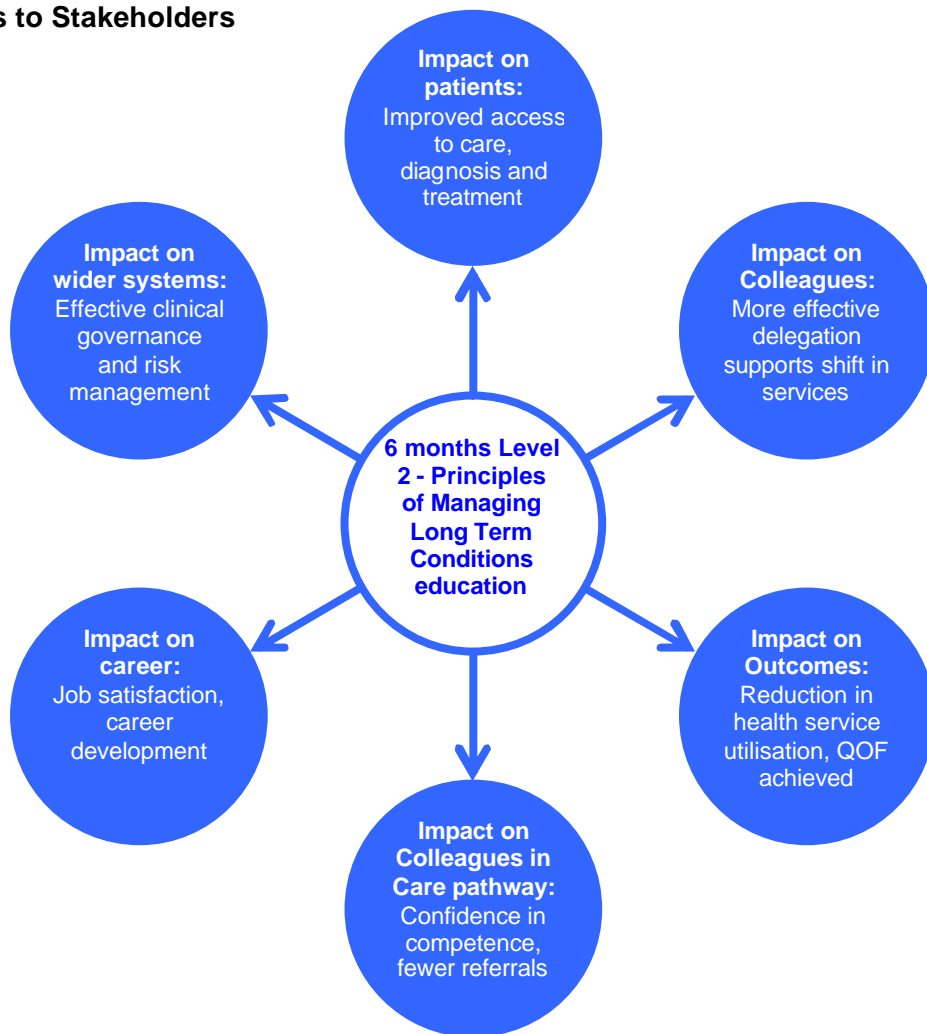 s to Stakeholders
Impact on
patients:
Improved access
to care,
diagnosis and
treatment
Impact on
wider systems:
Effective clinical
governance
and risk
management
Impact on
Colleagues:
More effective
delegation
supports shift in
services
6 months Level
2 - Principles
of Managing
Long Term
Conditions
education
Impact on
career:
Job satisfaction,
career
development
Impact on
Outcomes:
Reduction in
health service
utilisation, QOF
achieved
Impact on
Colleagues in
Care pathway:
Confidence in
competence,
fewer referrals